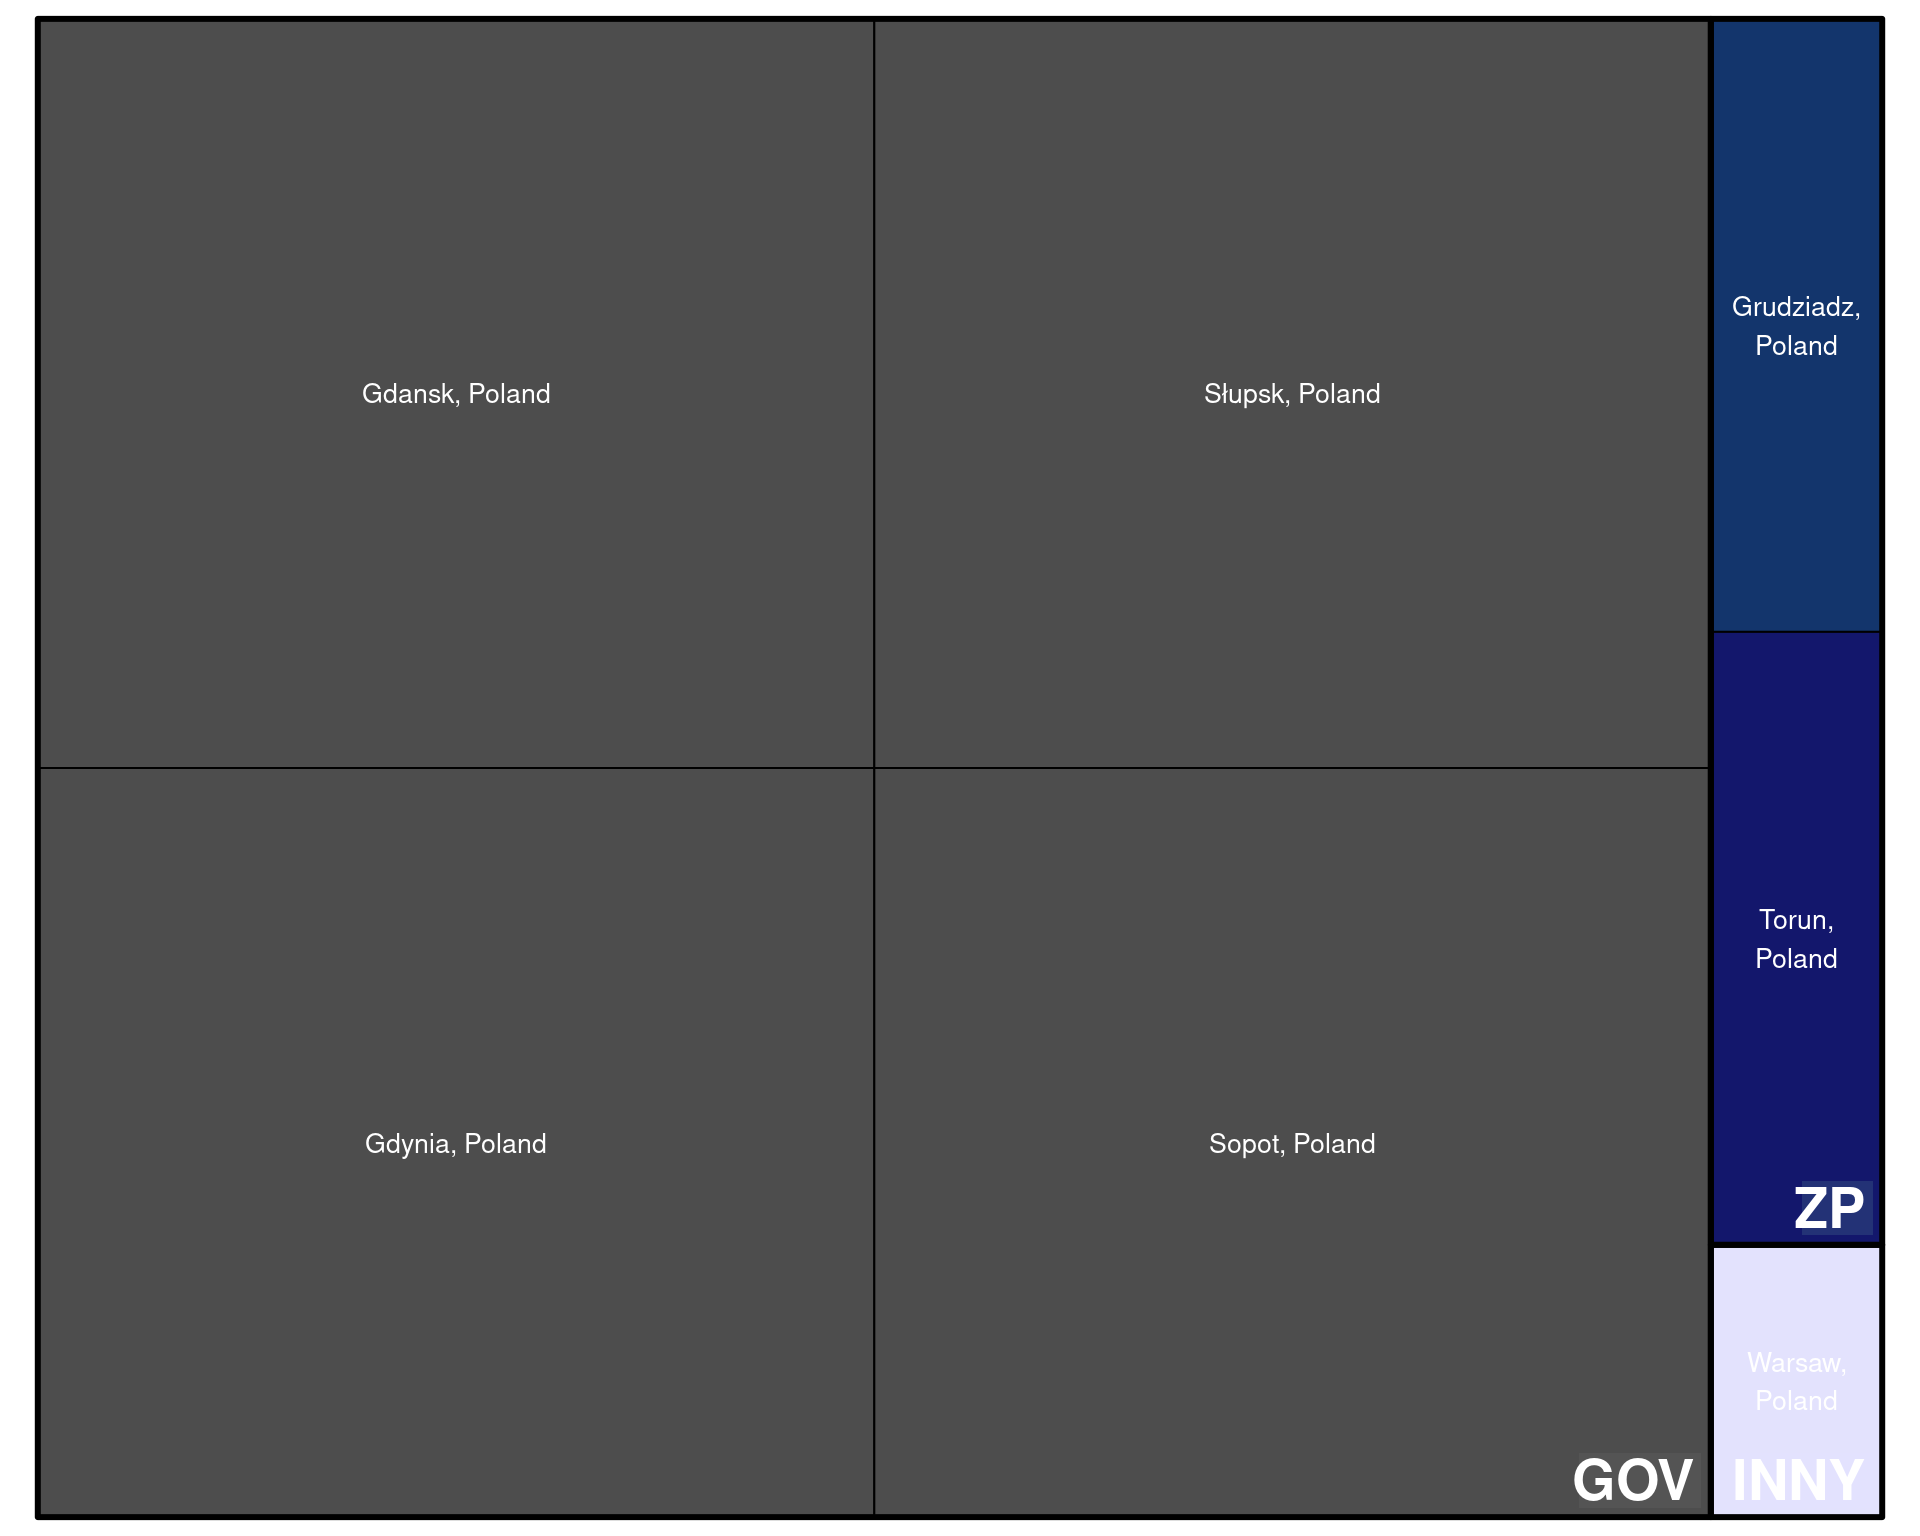 Gdansk, Poland
Słupsk, Poland
Grudziadz,
Poland
Gdynia, Poland
Sopot, Poland
Torun,
Poland
ZP
Warsaw,
Poland
GOV
INNY